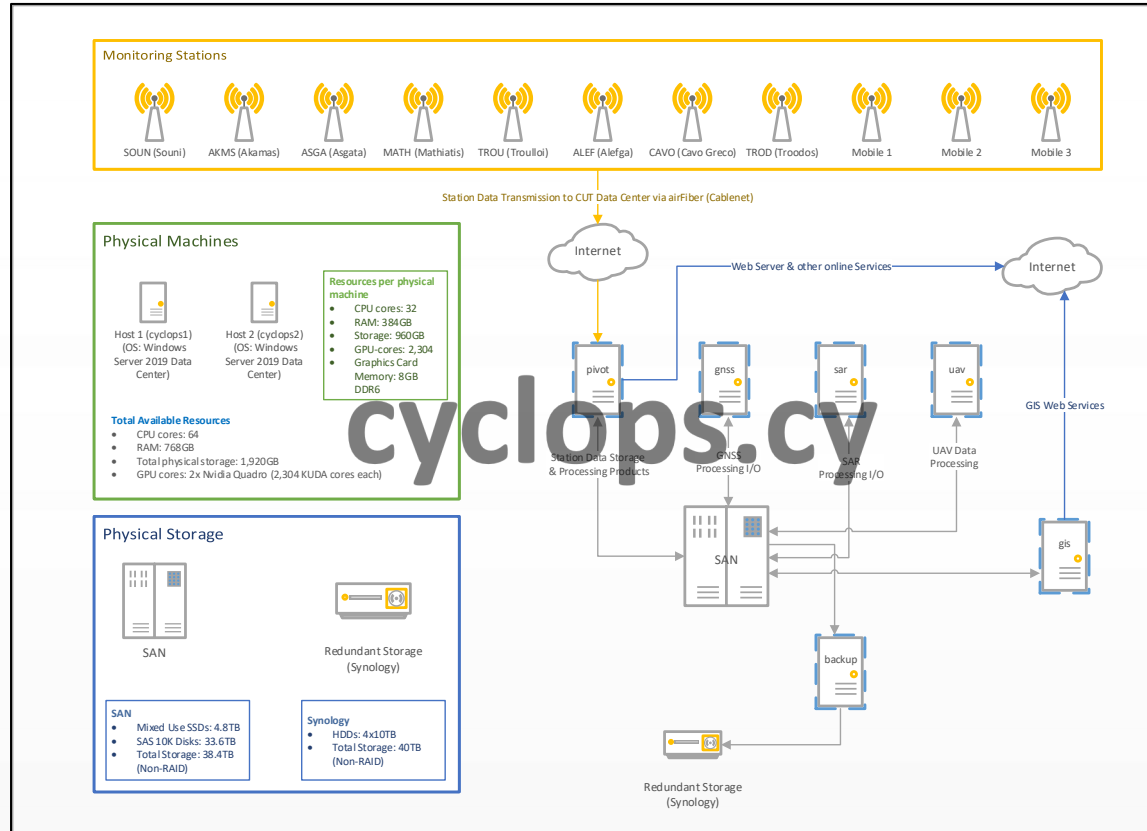 Monitoring Stations
SOUN (Souni)
AKMS (Akamas)
ASGA (Asgata)
MATH (Mathiatis)
TROU (Troulloi)
ALEF (Alefga)
CAVO (Cavo Greco)
TROD (Troodos)
Mobile 1
Mobile 2
Mobile 3
Station Data Transmission to CUT Data Center via airFiber (Cablenet)
Physical Machines
Host 1 (cyclops1)
(OS: Windows
Server 2019 Data
Center)
Host 2 (cyclops2)
(OS: Windows
Server 2019 Data
Center)
Resources per physical
machine
• CPU cores: 32
• RAM: 384GB
• Storage: 960GB
• GPU-cores: 2,304
• Graphics Card
Memory: 8GB
DDR6
Total Available Resources
• CPU cores: 64
• RAM: 768GB
• Total physical storage: 1,920GB
• GPU cores: 2x Nvidia Quadro (2,304 KUDA cores each)
Internet
Internet
Web Server & other online Services
pivot
gnss
sar
uav
GIS Web Services
cyclops.cy
Station Data Storage
& Processing Products
GNSS
Processing I/O
SAR
Processing I/O
UAV Data
Processing
SAN
gis
backup
Redundant Storage
(Synology)
Physical Storage
SAN
Redundant Storage
(Synology)
SAN
• Mixed Use SSDs: 4.8TB
• SAS 10K Disks: 33.6TB
• Total Storage: 38.4TB
(Non-RAID)
Synology
• HDDs: 4x10TB
• Total Storage: 40TB
(Non-RAID)